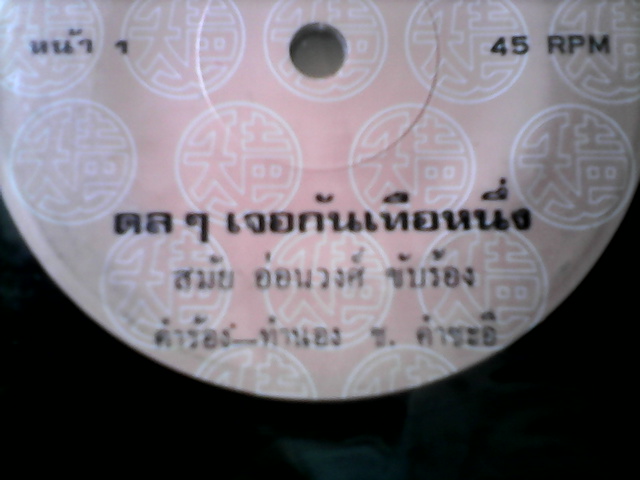 หน้า ๑
45 RPM
ดล ๆ เจอกันเทือหนึ่ง
สมัย อ่อนวงศ์ ขับร้อง
คำร้อง—ทำนอง ช. คำชะอี